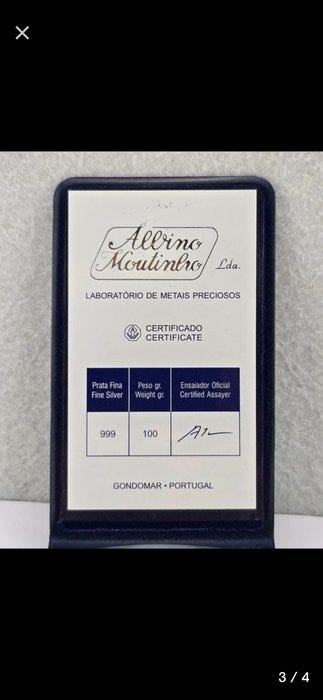 Albino
Moutinho Lda.
LABORATÓRIO DE METAIS PRECIOSOS
CERTIFICADO
CERTIFICATE
Prata Fina Peso gr. Ensaiador Oficial
Fine Silver Weight gr. Certified Assayer
999 100
GONDOMAR • PORTUGAL
3 / 4